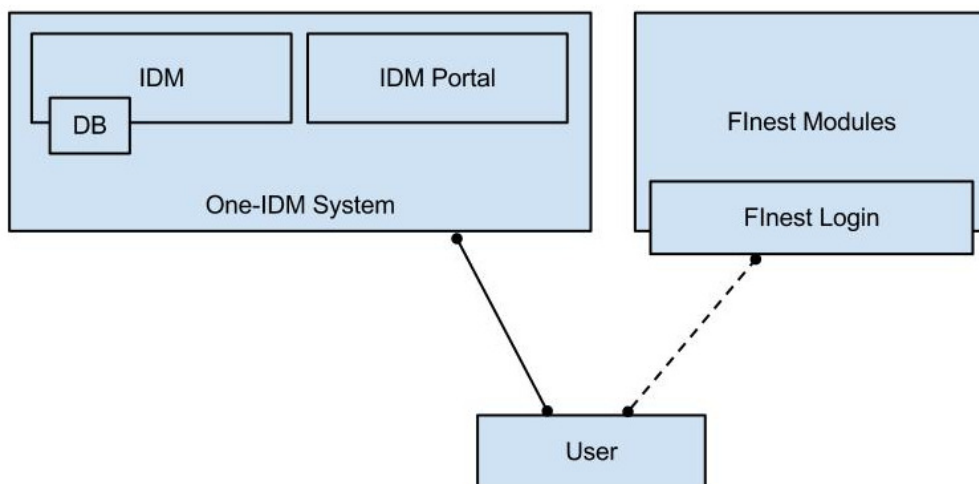 IDM
IDM Portal
DB
One-IDM System
FInest Modules
FInest Login
User